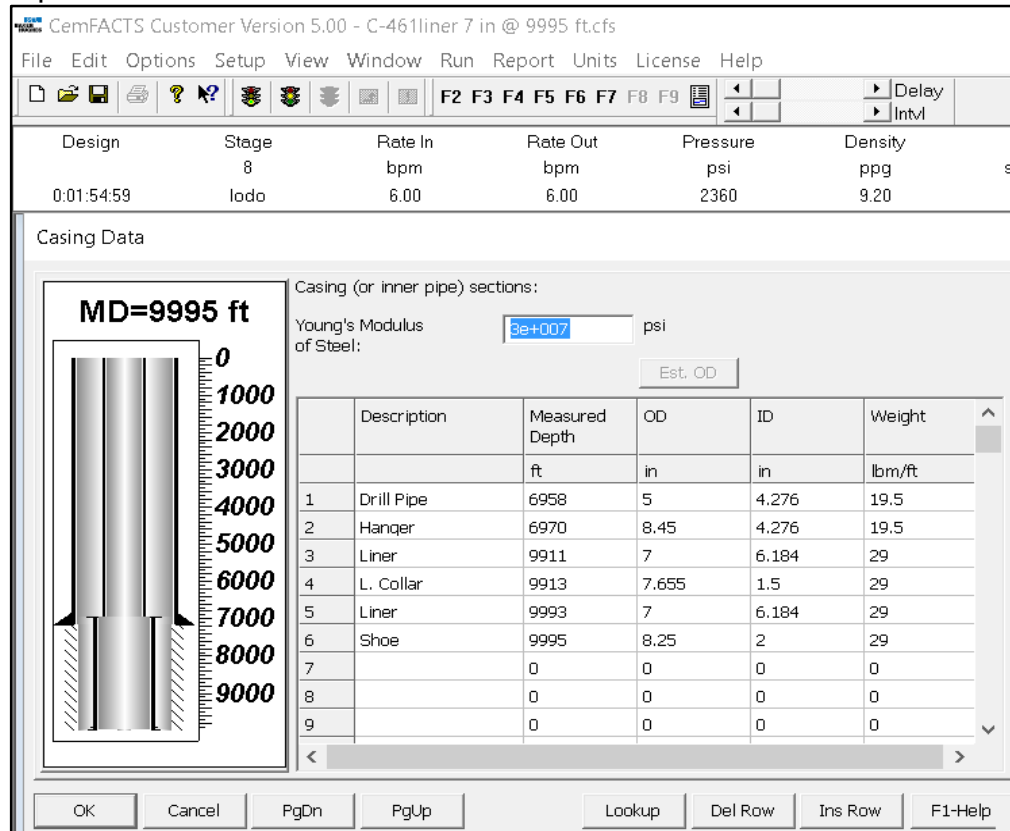 CemFACTS Customer Version 5.00 - C-461liner 7 in @ 9995 ft.cfs
File Edit Options Setup View Window Run Report Units License Help
F2 F3 F4 F5 F6 F7 F8 F9 Delay
Intvl
Design Stage Rate In Rate Out Pressure Density
8 bpm bpm psi ppg s
0:01:54:59 lodo 6.00 6.00 2360 9.20
Casing Data
Casing (or inner pipe) sections:
MD=9995 ft
Young's Modulus of Steel: 3e+007 psi
Est. OD
0
1000
2000
3000
4000
5000
6000
7000
8000
9000
Description Measured Depth OD ID Weight
ft in in lbm/ft
1 Drill Pipe 6958 5 4.276 19.5
2 Hanger 6970 8.45 4.276 19.5
3 Liner 9911 7 6.184 29
4 L. Collar 9913 7.655 1.5 29
5 Liner 9993 7 6.184 29
6 Shoe 9995 8.25 2 29
7 0 0 0 0
8 0 0 0 0
9 0 0 0 0
OK Cancel PgDn PgUp Lookup Del Row Ins Row F1-Help